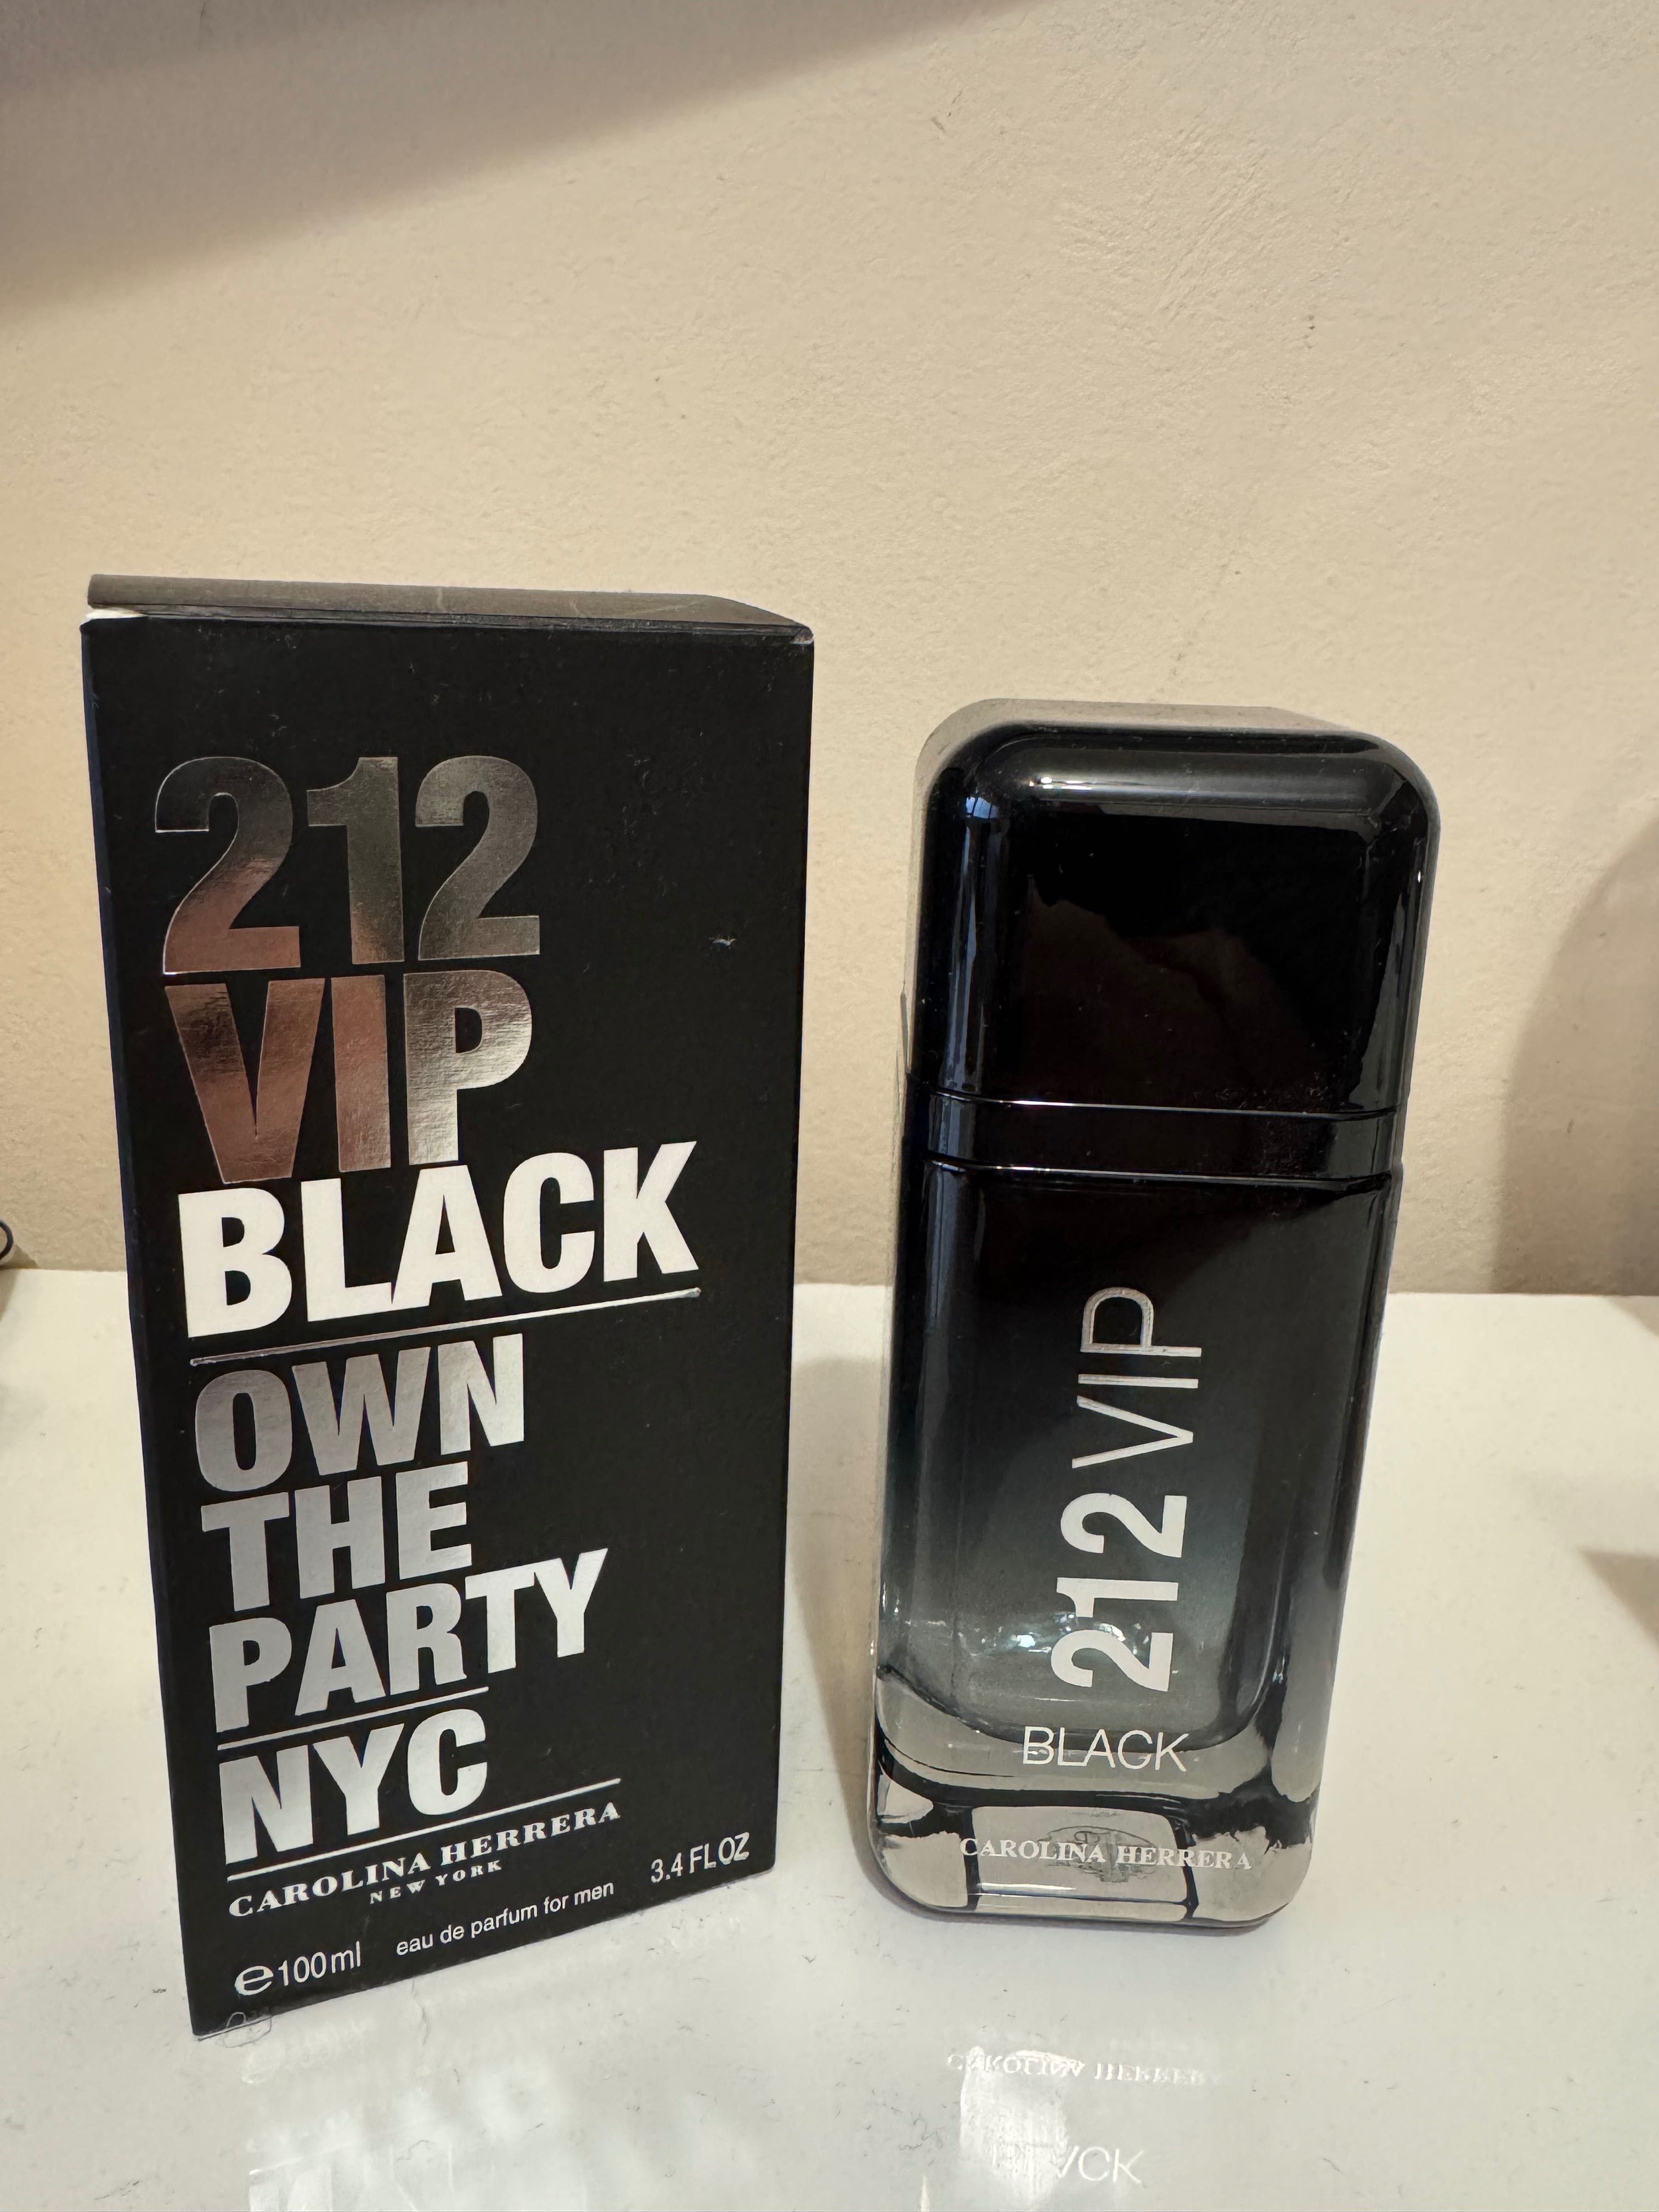 212
VIP
BLACK
OWN
THE
PARTY
NYC
CAROLINA HERRERA
NEW YORK
℮100ml eau de parfum for men 3.4 FL OZ
212 VIP
BLACK
CAROLINA HERRERA